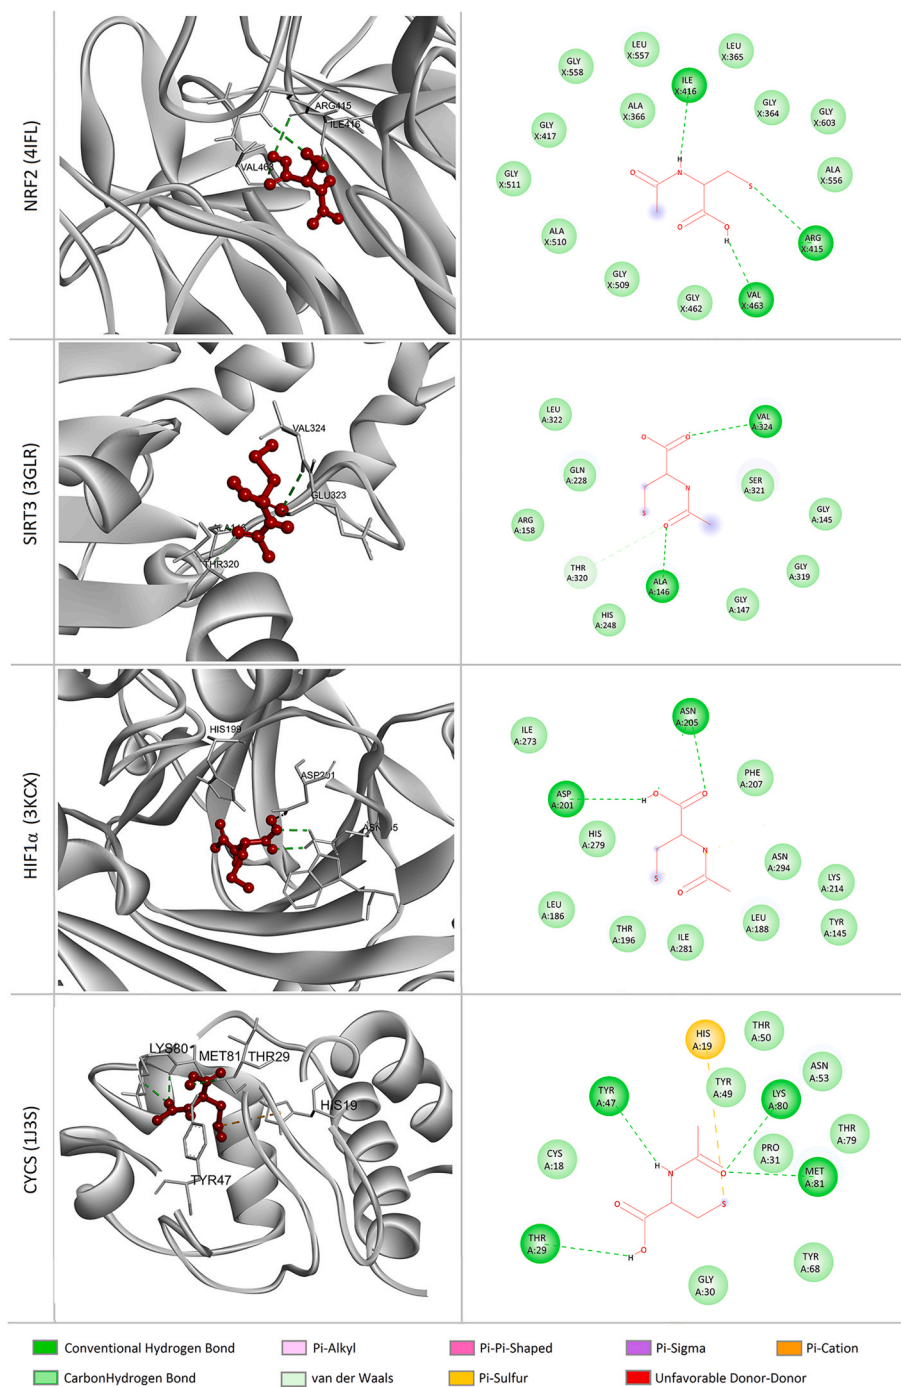 NRF2 (4IFL)
ARG415
ILE416
VAL463
LEU
X:557
LEU
X:365
GLY
X:558
ILE
X:416
ALA
X:366
GLY
X:364
GLY
X:603
GLY
X:417
GLY
X:511
ALA
X:556
H
N
O
S
O
O
H
ALA
X:510
ARG
X:415
GLY
X:509
GLY
X:462
VAL
X:463
SIRT3 (3GLR)
VAL324
GLU323
THR320
LEU
A:322
VAL
A:324
O
O
GLN
A:228
SER
A:321
N
S
O
ARG
A:158
GLY
A:145
THR
A:320
ALA
A:146
GLY
A:319
GLY
A:147
HIS
A:248
HIF1α (3KCX)
HIS199
ASP201
ASN
A:205
ILE
A:273
PHE
A:207
ASP
A:201
H
O
O
HIS
A:279
N
S
O
ASN
A:294
LYS
A:214
LEU
A:186
THR
A:196
ILE
A:281
LEU
A:188
TYR
A:145
CYCS (1J3S)
LYS80
MET81
THR29
HIS19
TYR47
HIS
A:19
THR
A:50
ASN
A:53
TYR
A:47
TYR
A:49
LYS
A:80
THR
A:79
CYS
A:18
PRO
A:31
MET
A:81
H
N
O
O
S
O
H
THR
A:29
TYR
A:68
GLY
A:30
Conventional Hydrogen Bond
Pi-Alkyl
Pi-Pi-Shaped
Pi-Sigma
Pi-Cation
CarbonHydrogen Bond
van der Waals
Pi-Sulfur
Unfavorable Donor-Donor